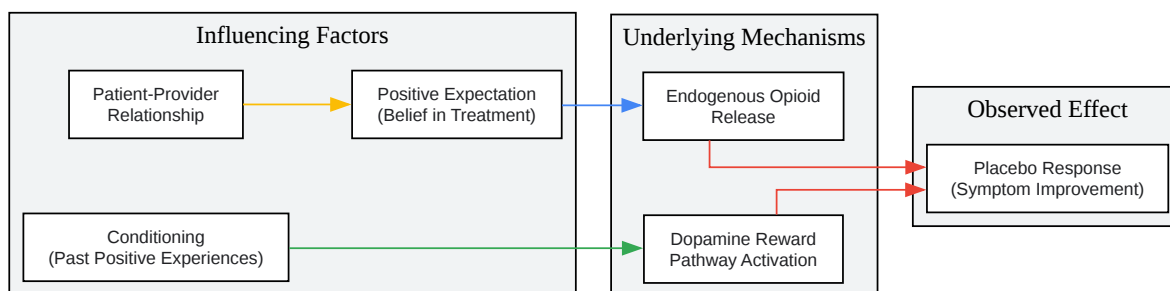 Influencing Factors
Patient-Provider
Relationship
Positive Expectation
(Belief in Treatment)
Conditioning
(Past Positive Experiences)
Underlying Mechanisms
Endogenous Opioid
Release
Dopamine Reward
Pathway Activation
Observed Effect
Placebo Response
(Symptom Improvement)